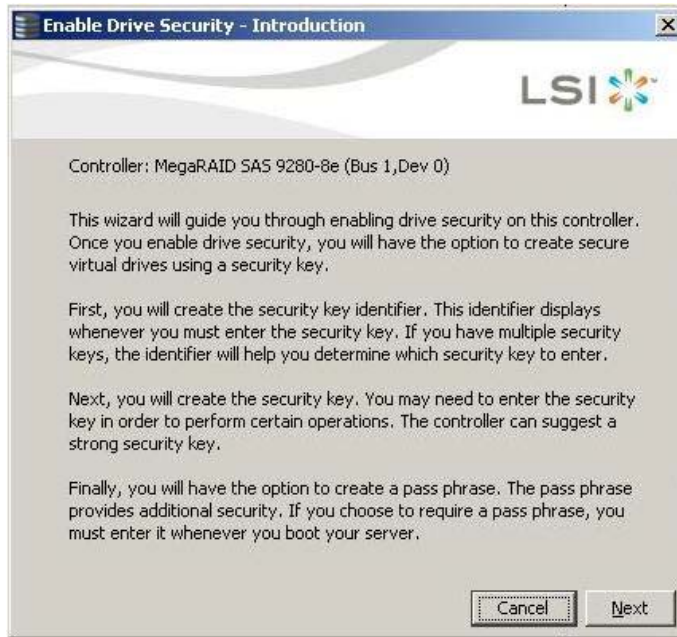 Enable Drive Security - Introduction
LSI
Controller: MegaRAID SAS 9280-8e (Bus 1,Dev 0)
This wizard will guide you through enabling drive security on this controller.
Once you enable drive security, you will have the option to create secure
virtual drives using a security key.
First, you will create the security key identifier. This identifier displays
whenever you must enter the security key. If you have multiple security
keys, the identifier will help you determine which security key to enter.
Next, you will create the security key. You may need to enter the security
key in order to perform certain operations. The controller can suggest a
strong security key.
Finally, you will have the option to create a pass phrase. The pass phrase
provides additional security. If you choose to require a pass phrase, you
must enter it whenever you boot your server.
Cancel Next